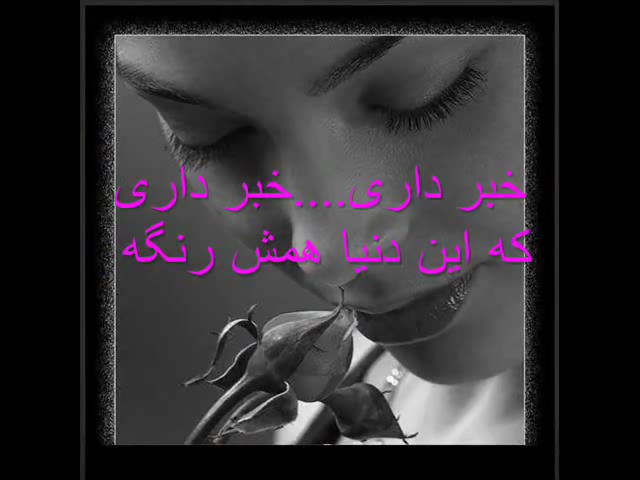 خبر داری....خبر داری
که این دنیا همش رنگه